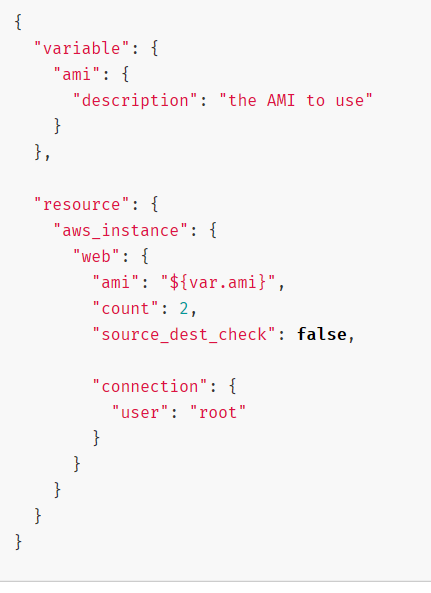 {
  "variable": {
    "ami": {
      "description": "the AMI to use"
    }
  },

  "resource": {
    "aws_instance": {
      "web": {
        "ami": "${var.ami}",
        "count": 2,
        "source_dest_check": false,

        "connection": {
          "user": "root"
        }
      }
    }
  }
}